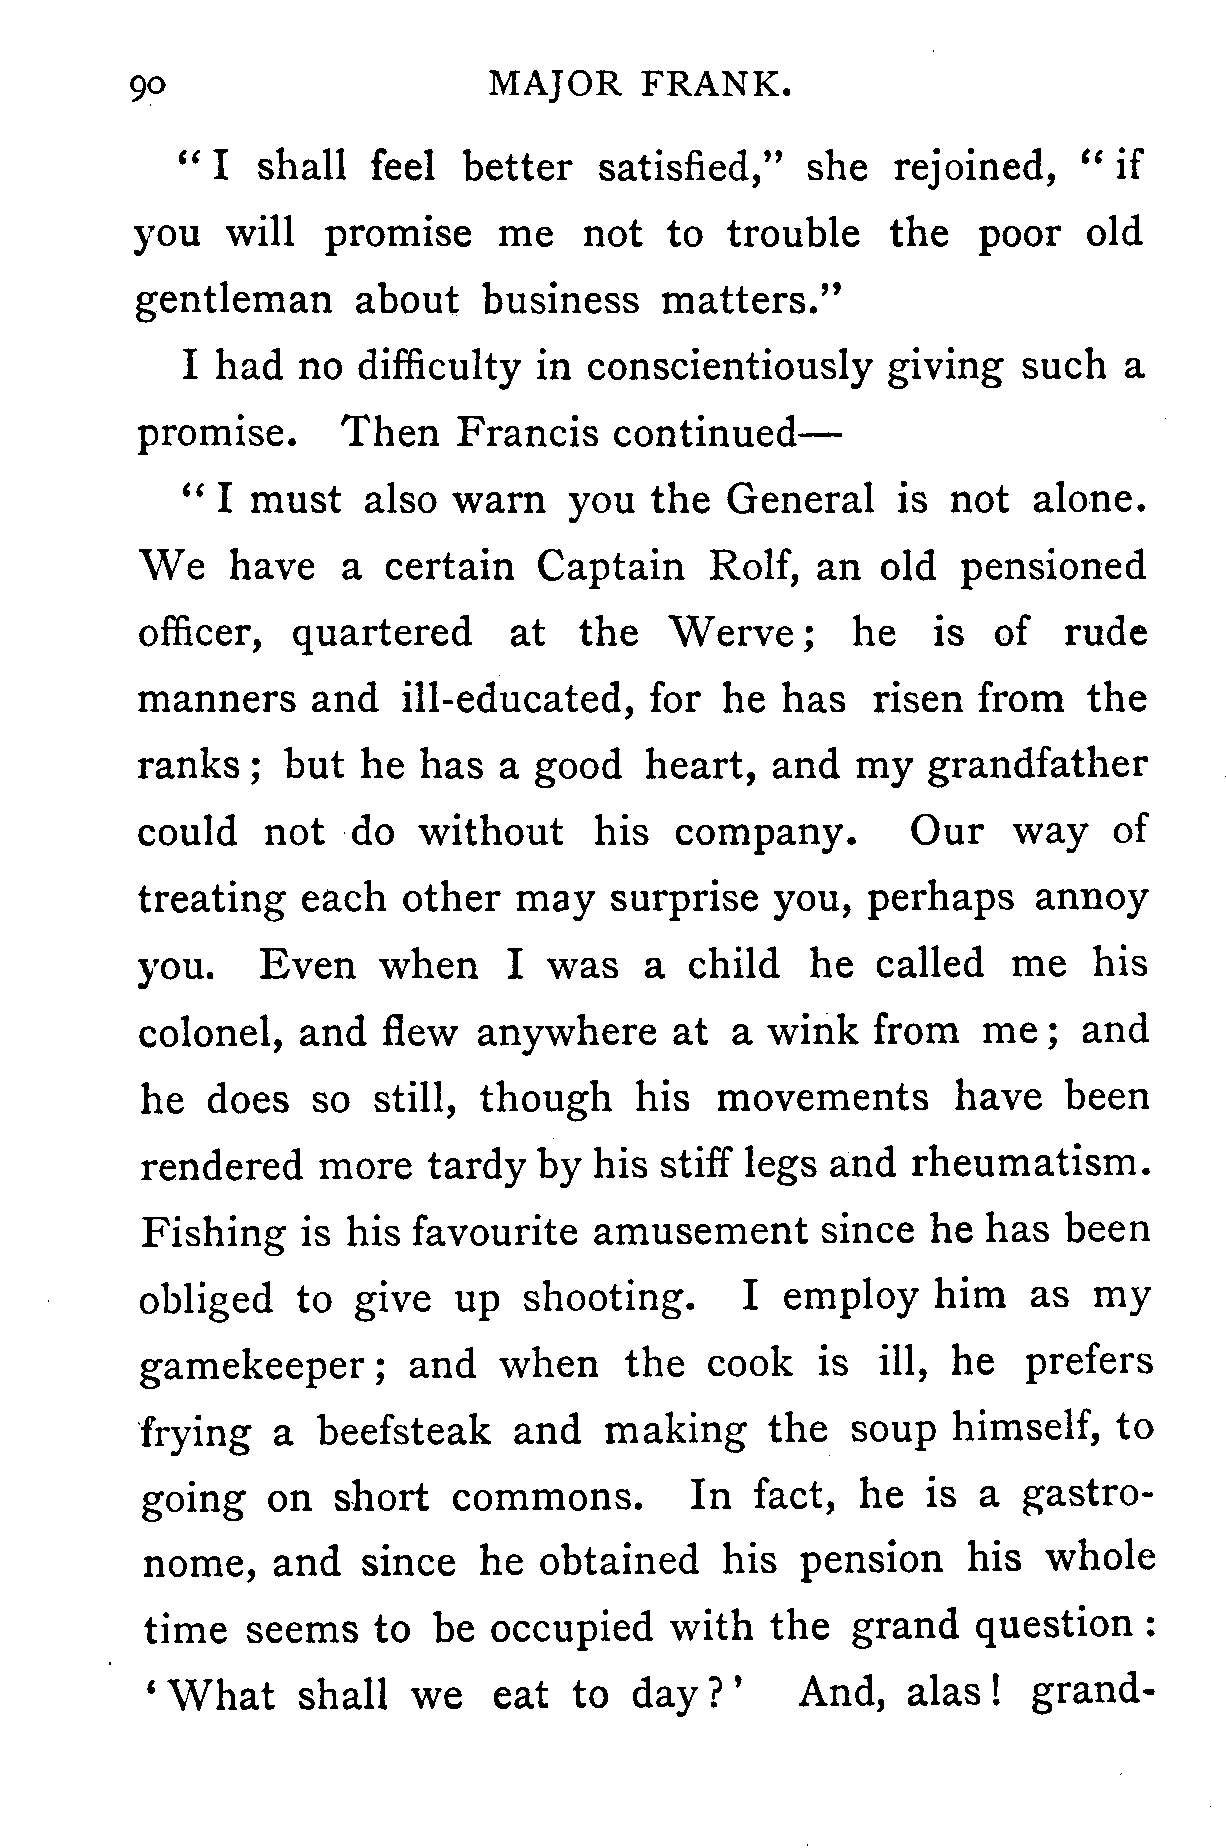 90 MAJOR FRANK.
“ I shall feel better satisfied,” she rejoined, “ if
you will promise me not to trouble the poor old
gentleman about business matters.”
I had no difficulty in conscientiously giving such a
promise. Then Francis continued—
“ I must also warn you the General is not alone.
We have a certain Captain Rolf, an old pensioned
officer, quartered at the Werve ; he is of rude
manners and ill-educated, for he has risen from the
ranks ; but he has a good heart, and my grandfather
could not do without his company. Our way of
treating each other may surprise you, perhaps annoy
you. Even when I was a child he called me his
colonel, and flew anywhere at a wink from me ; and
he does so still, though his movements have been
rendered more tardy by his stiff legs and rheumatism.
Fishing is his favourite amusement since he has been
obliged to give up shooting. I employ him as my
gamekeeper ; and when the cook is ill, he prefers
frying a beefsteak and making the soup himself, to
going on short commons. In fact, he is a gastro-
nome, and since he obtained his pension his whole
time seems to be occupied with the grand question :
‘ What shall we eat to day ? ’ And, alas ! grand-